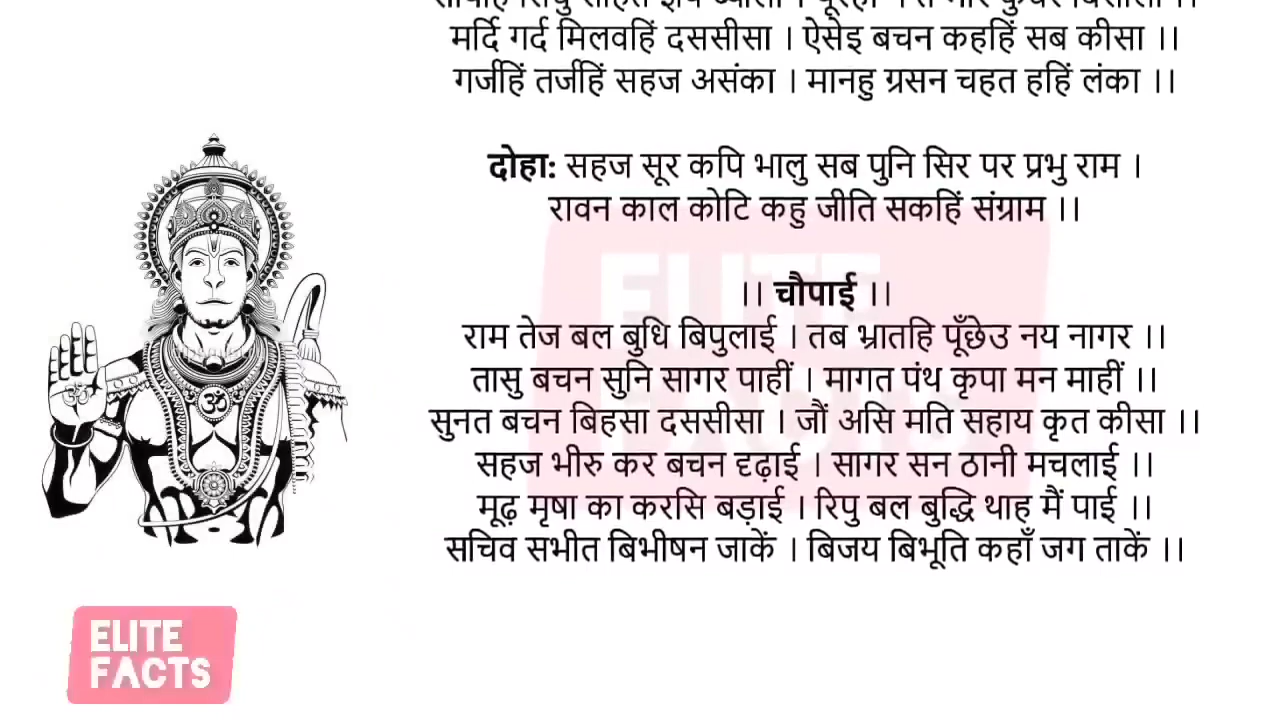 मर्दि गर्द मिलवहिं दससीसा । ऐसेइ बचन कहहिं सब कीसा ।।
गर्जहिं तर्जहिं सहज असंका । मानहु ग्रसन चहत हहिं लंका ।।
दोहा: सहज सूर कपि भालु सब पुनि सिर पर प्रभु राम ।
रावन काल कोटि कहु जीति सकहिं संग्राम ।।
।। चौपाई ।।
राम तेज बल बुधि बिपुलाई । तब भ्रातहि पूँछेउ नय नागर ।।
तासु बचन सुनि सागर पाहीं । मागत पंथ कृपा मन माहीं ।।
सुनत बचन बिहसा दससीसा । जौं असि मति सहाय कृत कीसा ।।
सहज भीरु कर बचन दृढ़ाई । सागर सन ठानी मचलाई ।।
मूढ़ मृषा का करसि बड़ाई । रिपु बल बुद्धि थाह मैं पाई ।।
सचिव सभीत बिभीषन जाकें । बिजय बिभूति कहाँ जग ताकें ।।
ॐ
ॐ
ELITE
FACTS
ELITE
FACTS